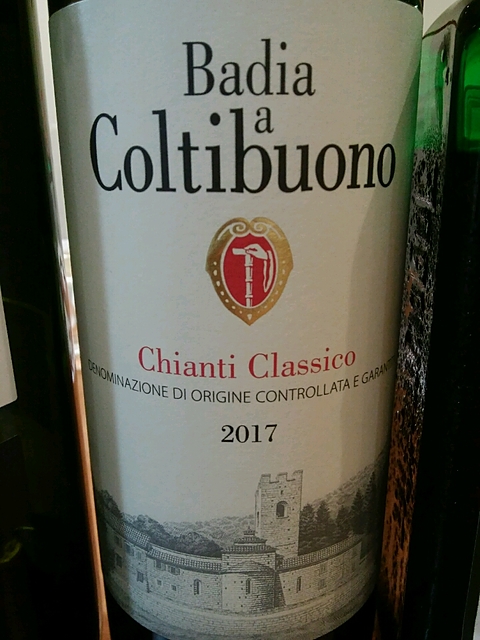 Badia
a
Coltibuono
Chianti Classico
DENOMINAZIONE DI ORIGINE CONTROLLATA E
2017